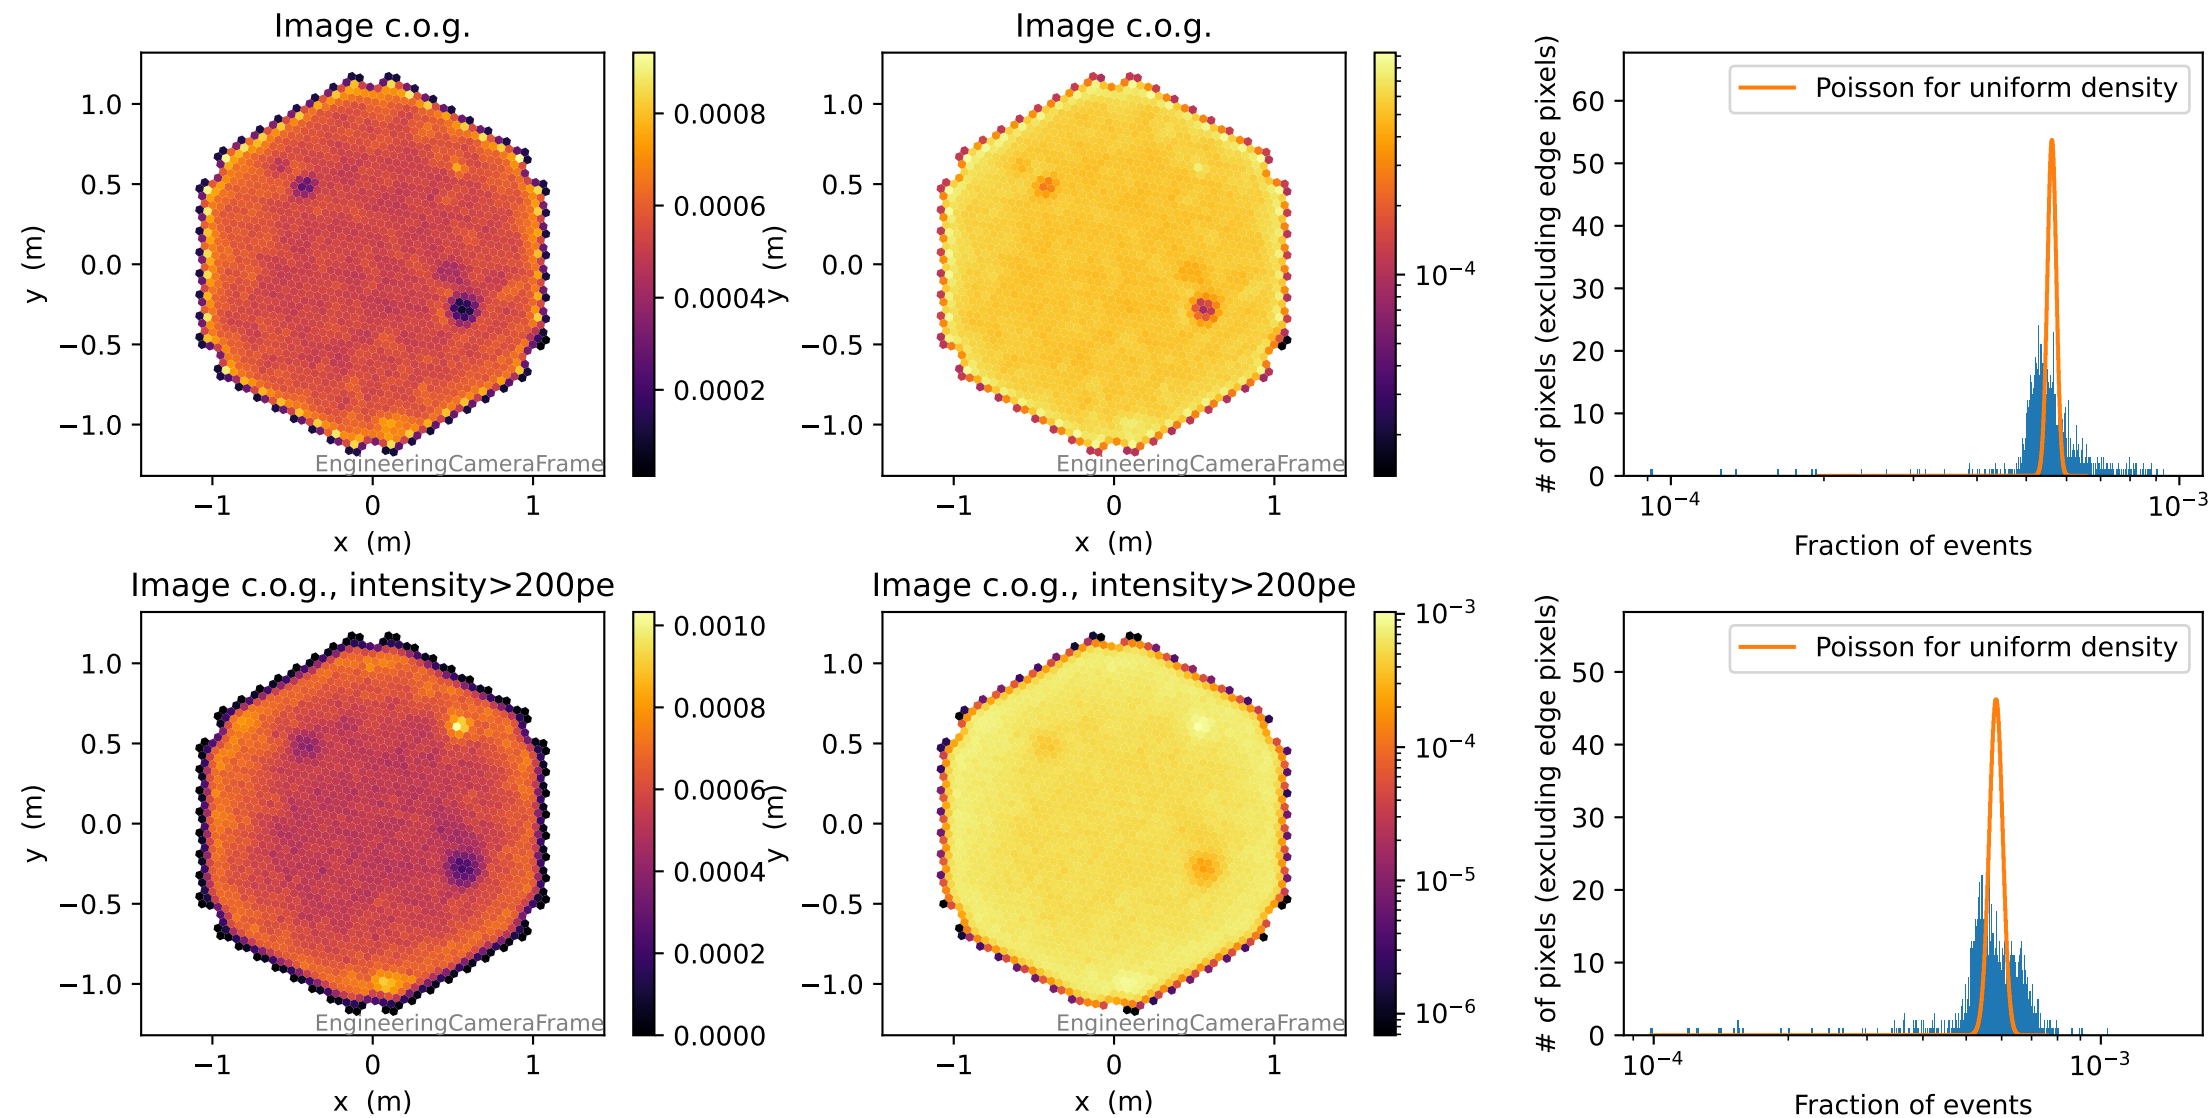 Image c.o.g.
1.0
0.5
0.0
−0.5
−1.0
y (m)
−1
0
1
x (m)
EngineeringCameraFrame
0.0008
0.0006
0.0004
0.0002
Image c.o.g.
1.0
0.5
0.0
−0.5
−1.0
y (m)
−1
0
1
x (m)
EngineeringCameraFrame
10⁻⁴
Poisson for uniform density
# of pixels (excluding edge pixels)
60
50
40
30
20
10
0
10⁻⁴
10⁻³
Fraction of events
Image c.o.g., intensity>200pe
1.0
0.5
0.0
−0.5
−1.0
y (m)
−1
0
1
x (m)
EngineeringCameraFrame
0.0010
0.0008
0.0006
0.0004
0.0002
0.0000
Image c.o.g., intensity>200pe
1.0
0.5
0.0
−0.5
−1.0
y (m)
−1
0
1
x (m)
EngineeringCameraFrame
10⁻³
10⁻⁴
10⁻⁵
10⁻⁶
Poisson for uniform density
# of pixels (excluding edge pixels)
50
40
30
20
10
0
10⁻⁴
10⁻³
Fraction of events